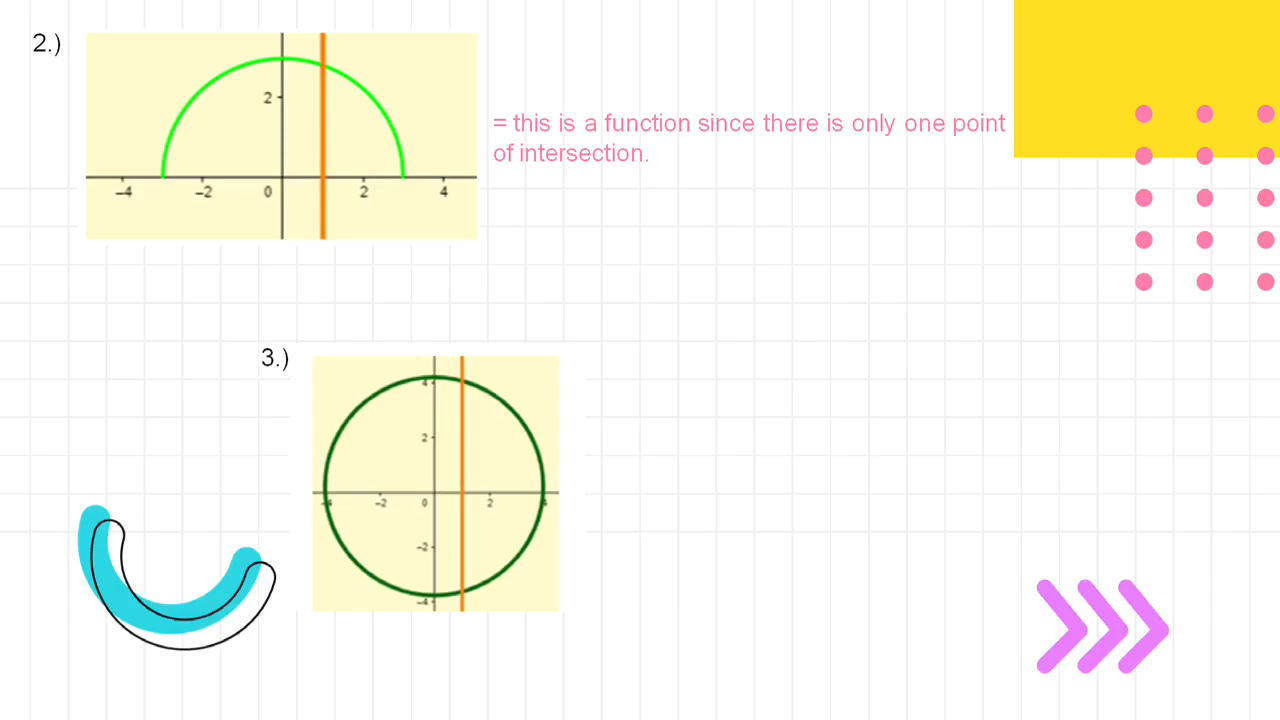 2.)
2
–4 –2 0 2 4
= this is a function since there is only one point
of intersection.
3.)
4
2
–4 –2 0 2 4
–2
–4